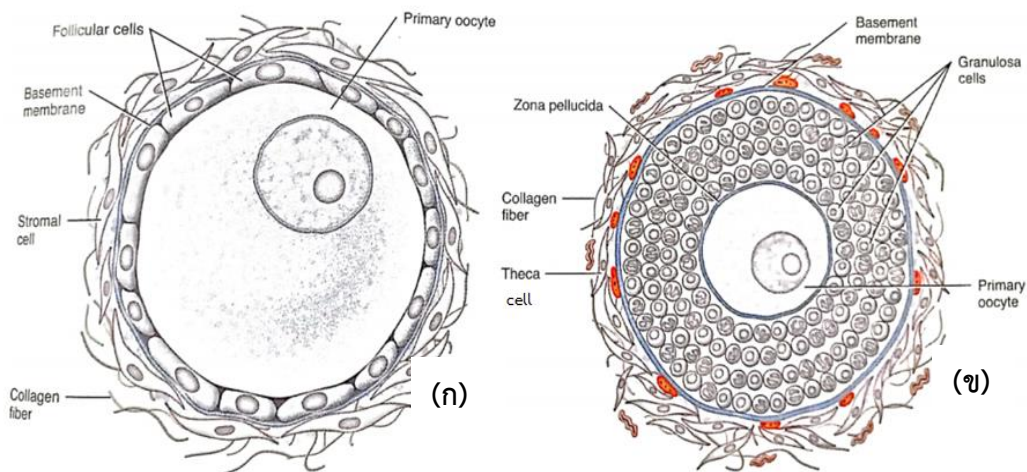 Follicular cells
Primary oocyte
Basement
membrane
Stromal
cell
Collagen
fiber
(ก)
Basement
membrane
Granulosa
cells
Zona pellucida
Collagen
fiber
Theca
cell
Primary
oocyte
(ข)